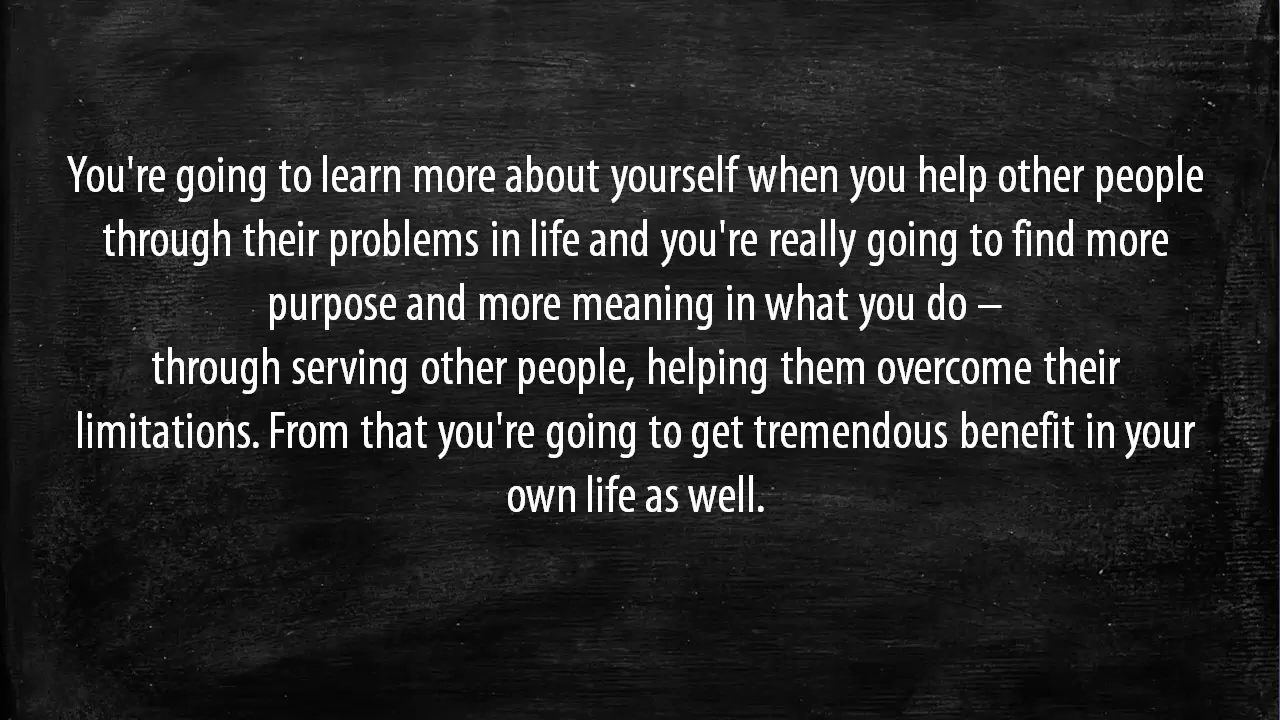 You're going to learn more about yourself when you help other people
through their problems in life and you're really going to find more
purpose and more meaning in what you do –
through serving other people, helping them overcome their
limitations. From that you're going to get tremendous benefit in your
own life as well.